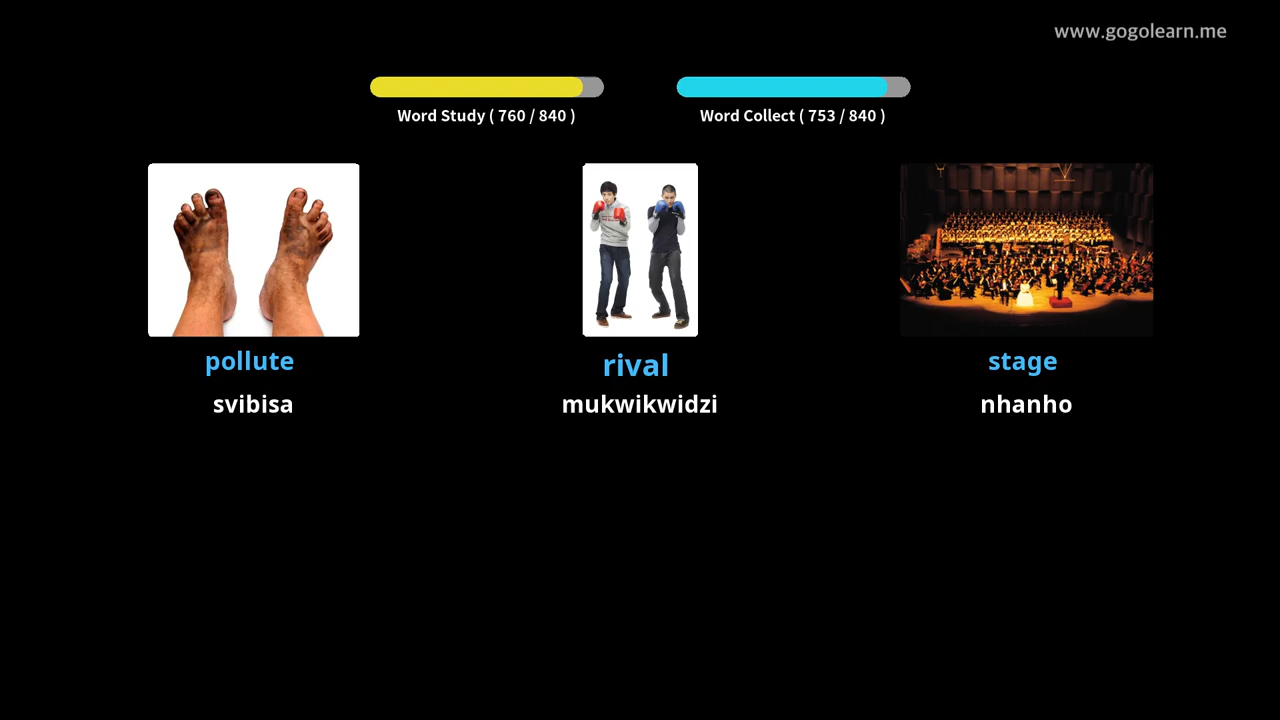 www.gogolearn.me
Word Study ( 760 / 840 )
Word Collect ( 753 / 840 )
pollute
rival
stage
svibisa
mukwikwidzi
nhanho